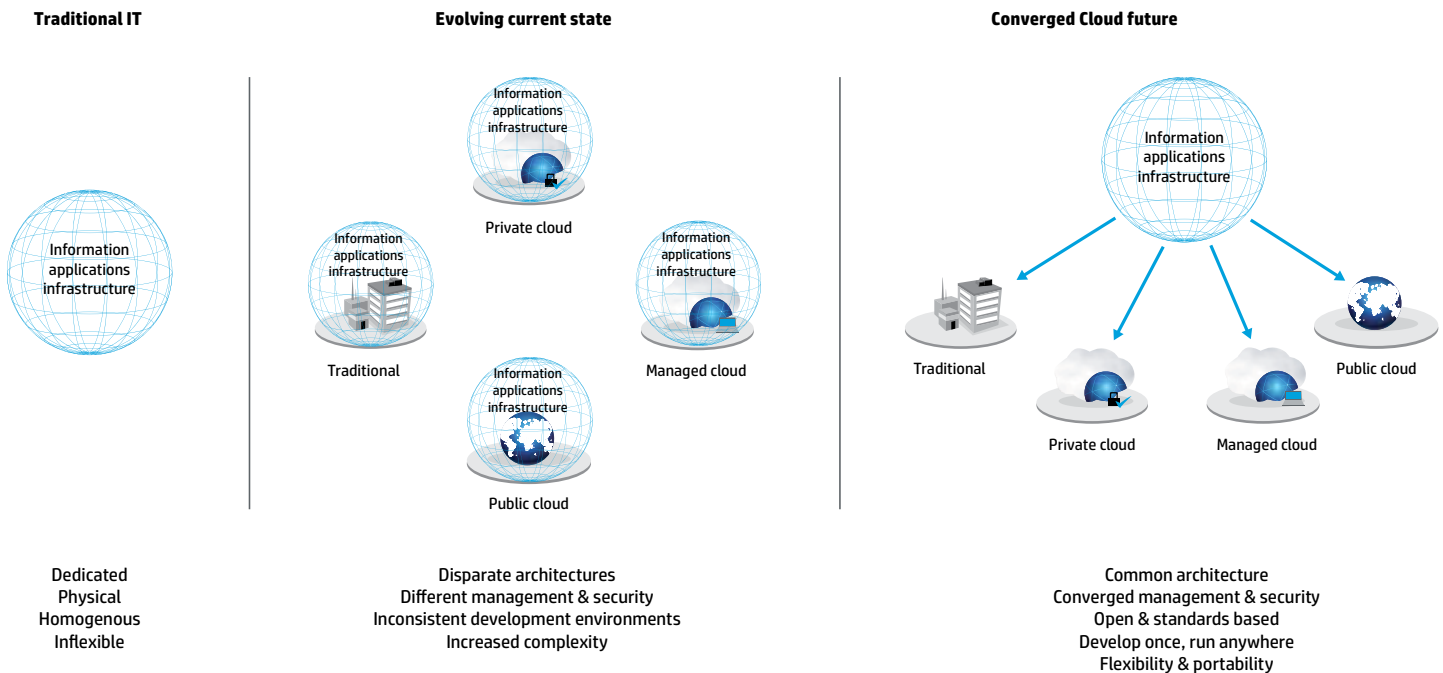 Traditional IT
Information
applications
infrastructure
Dedicated
Physical
Homogenous
Inflexible
Evolving current state
Information
applications
infrastructure
Private cloud
Information
applications
infrastructure
Traditional
Information
applications
infrastructure
Managed cloud
Information
applications
infrastructure
Public cloud
Disparate architectures
Different management & security
Inconsistent development environments
Increased complexity
Converged Cloud future
Information
applications
infrastructure
Traditional
Private cloud
Managed cloud
Public cloud
Common architecture
Converged management & security
Open & standards based
Develop once, run anywhere
Flexibility & portability